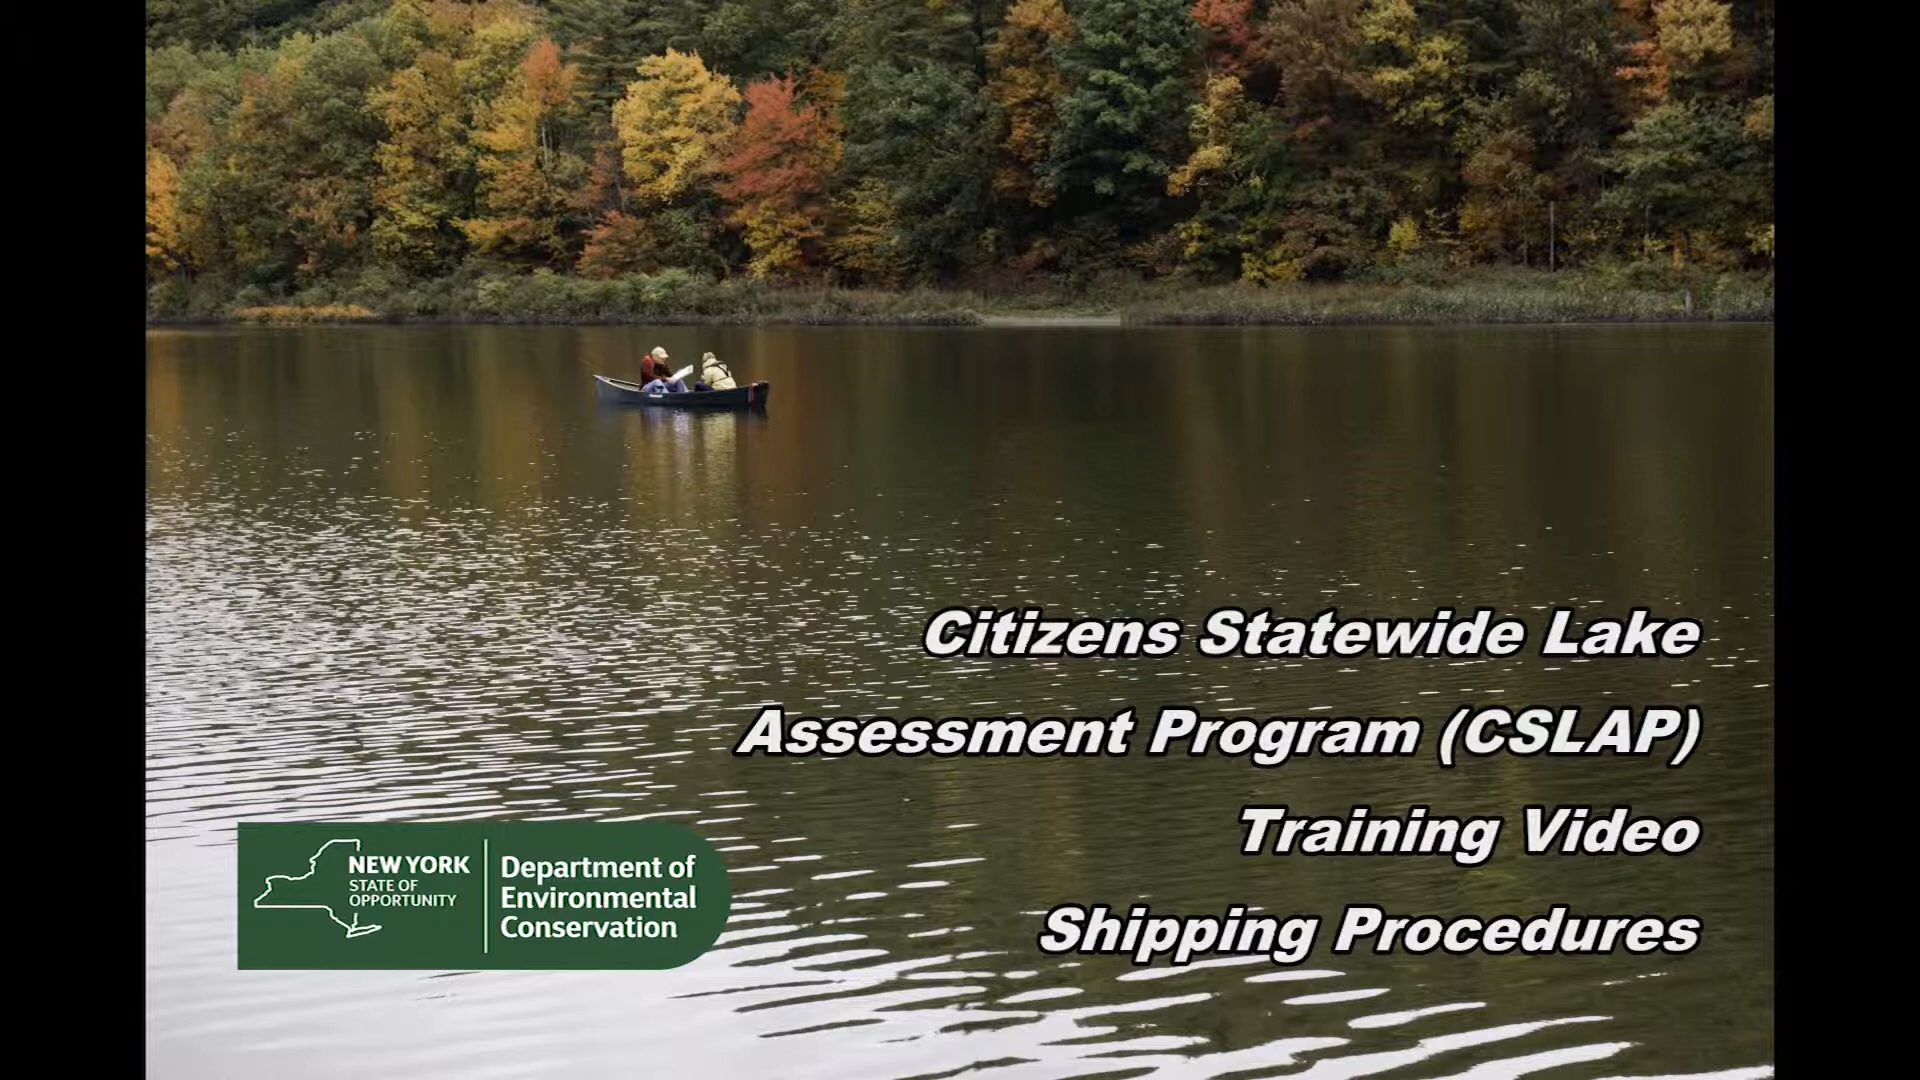 Citizens Statewide Lake
Assessment Program (CSLAP)
Training Video
Shipping Procedures
NEW YORK
STATE OF
OPPORTUNITY
Department of
Environmental
Conservation